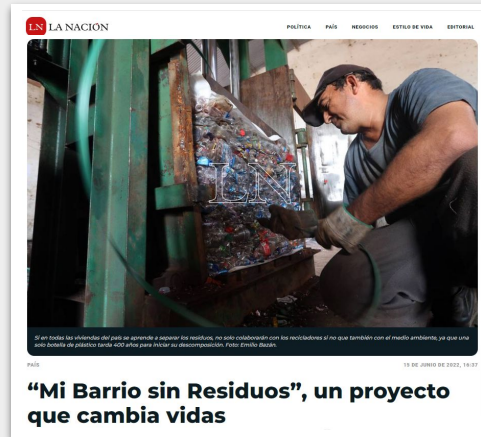 LN LA NACIÓN
POLÍTICA PAÍS NEGOCIOS ESTILO DE VIDA EDITORIAL
LN
Si en todas las viviendas del país se aprende a separar los residuos, no solo colaborarán con los recicladores si no que también con el medio ambiente, ya que una
solo botella de plástico tarda 400 años para iniciar su descomposición. Foto: Emilio Bazán.
PAÍS
15 DE JUNIO DE 2022, 16:37
“Mi Barrio sin Residuos”, un proyecto
que cambia vidas